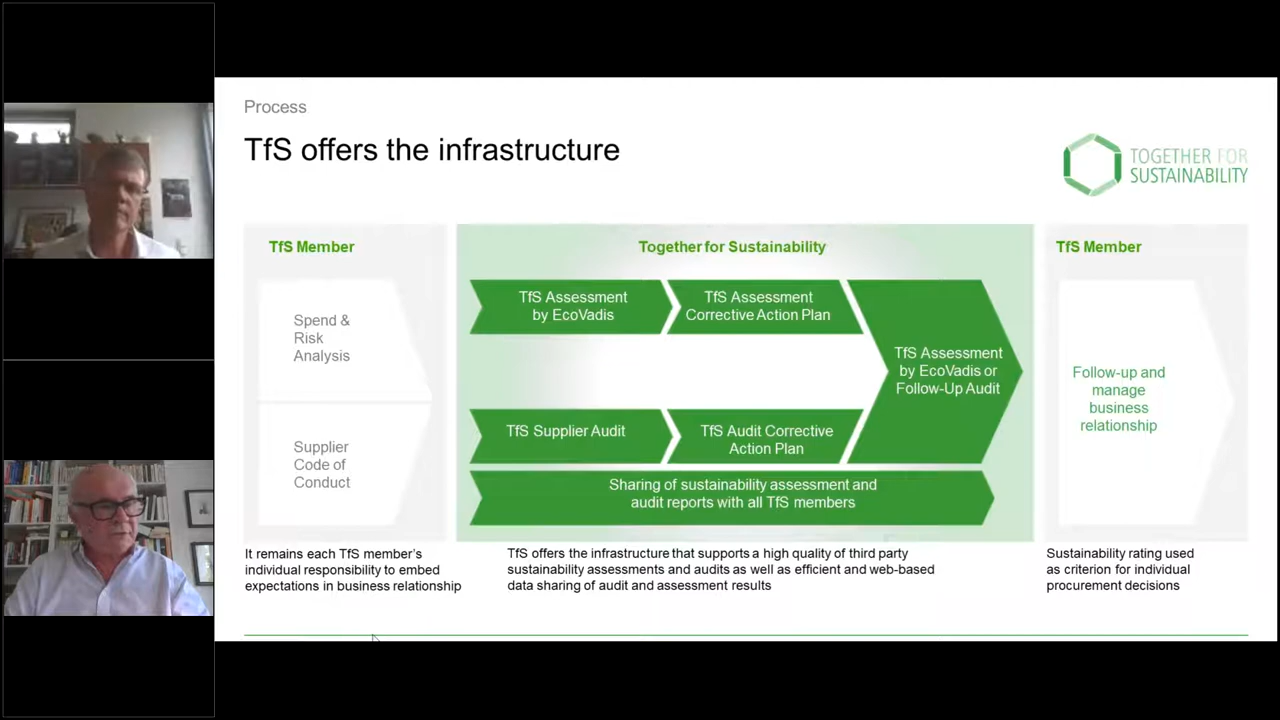 Process
TfS offers the infrastructure
TOGETHER FOR
SUSTAINABILITY
TfS Member
Spend &
Risk
Analysis
Supplier
Code of
Conduct
It remains each TfS member's
individual responsibility to embed
expectations in business relationship
Together for Sustainability
TfS Assessment
by EcoVadis
TfS Assessment
Corrective Action Plan
TfS Assessment
by EcoVadis or
Follow-Up Audit
TfS Supplier Audit
TfS Audit Corrective
Action Plan
Sharing of sustainability assessment and
audit reports with all TfS members
TfS offers the infrastructure that supports a high quality of third party
sustainability assessments and audits as well as efficient and web-based
data sharing of audit and assessment results
TfS Member
Follow-up and
manage
business
relationship
Sustainability rating used
as criterion for individual
procurement decisions